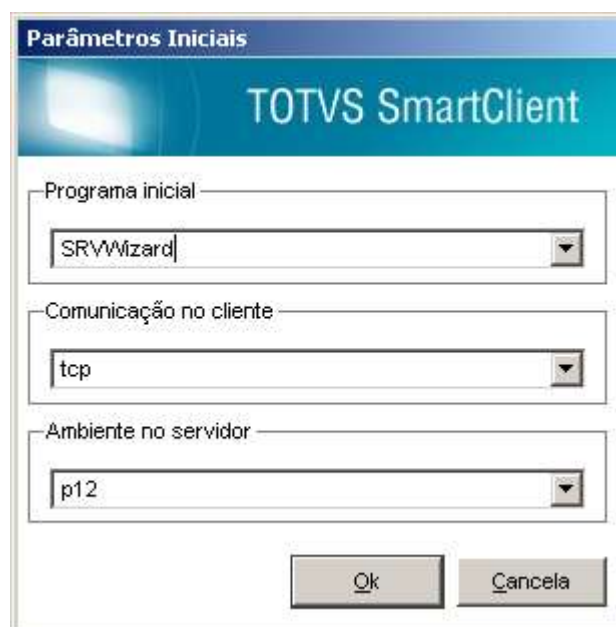 Parâmetros Iniciais
TOTVS SmartClient
Programa inicial
SRVWizard
Comunicação no cliente
tcp
Ambiente no servidor
p12
Ok
Cancela